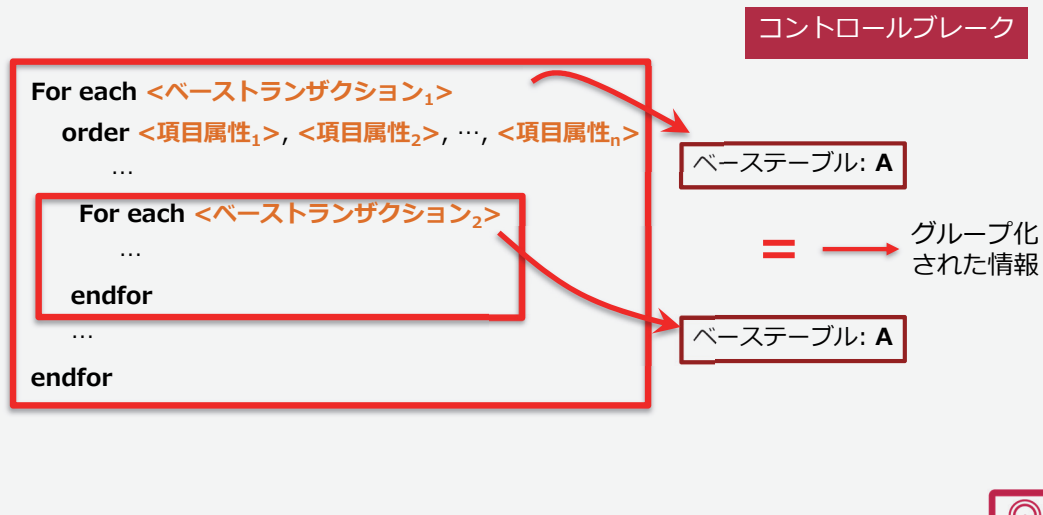 コントロールブレーク
For each <ベーストランザクション1>
order <項目属性1>, <項目属性2>, …, <項目属性n>
…
For each <ベーストランザクション2>
…
endfor
…
endfor
ベーステーブル: A
=
グループ化
された情報
ベーステーブル: A